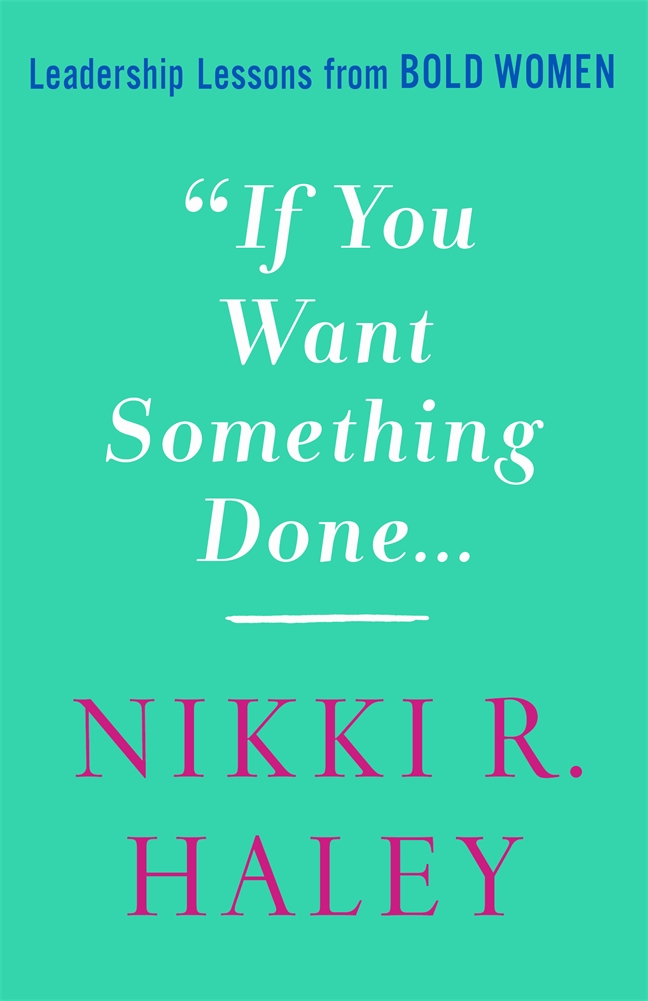 Leadership Lessons from BOLD WOMEN
“If You
Want
Something
Done...
NIKKI R.
HALEY